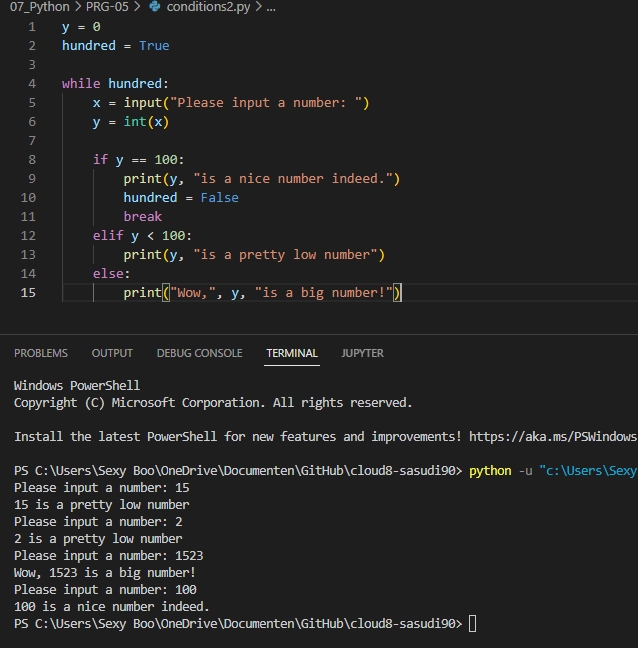 07_Python > PRG-05 > conditions2.py > ...
1 y = 0
2 hundred = True
3
4 while hundred:
5 x = input("Please input a number: ")
6 y = int(x)
7
8 if y == 100:
9 print(y, "is a nice number indeed.")
10 hundred = False
11 break
12 elif y < 100:
13 print(y, "is a pretty low number")
14 else:
15 print("Wow,", y, "is a big number!")
PROBLEMS OUTPUT DEBUG CONSOLE TERMINAL JUPYTER
Windows PowerShell
Copyright (C) Microsoft Corporation. All rights reserved.
Install the latest PowerShell for new features and improvements! https://aka.ms/PSWindows
PS C:\Users\Sexy Boo\OneDrive\Documenten\GitHub\cloud8-sasudi90> python -u "c:\Users\Sexy
Please input a number: 15
15 is a pretty low number
Please input a number: 2
2 is a pretty low number
Please input a number: 1523
Wow, 1523 is a big number!
Please input a number: 100
100 is a nice number indeed.
PS C:\Users\Sexy Boo\OneDrive\Documenten\GitHub\cloud8-sasudi90>